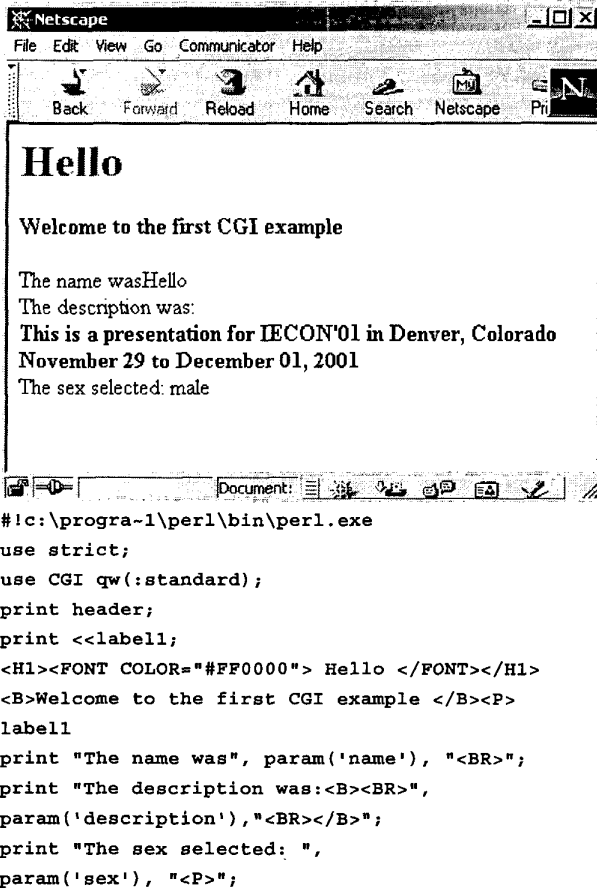 Netscape
File Edit View Go Communicator Help
Back Forward Reload Home Search Netscape Pri
My
N
Hello
Welcome to the first CGI example
The name wasHello
The description was:
This is a presentation for IECON'01 in Denver, Colorado
November 29 to December 01, 2001
The sex selected: male
Document:
#!c:\progra~1\perl\bin\perl.exe
use strict;
use CGI qw(:standard);
print header;
print <<label1;
<H1><FONT COLOR="#FF0000"> Hello </FONT></H1>
<B>Welcome to the first CGI example </B><P>
label1
print "The name was", param('name'), "<BR>";
print "The description was:<B><BR>",
param('description'),"<BR></B>";
print "The sex selected: ",
param('sex'), "<P>";